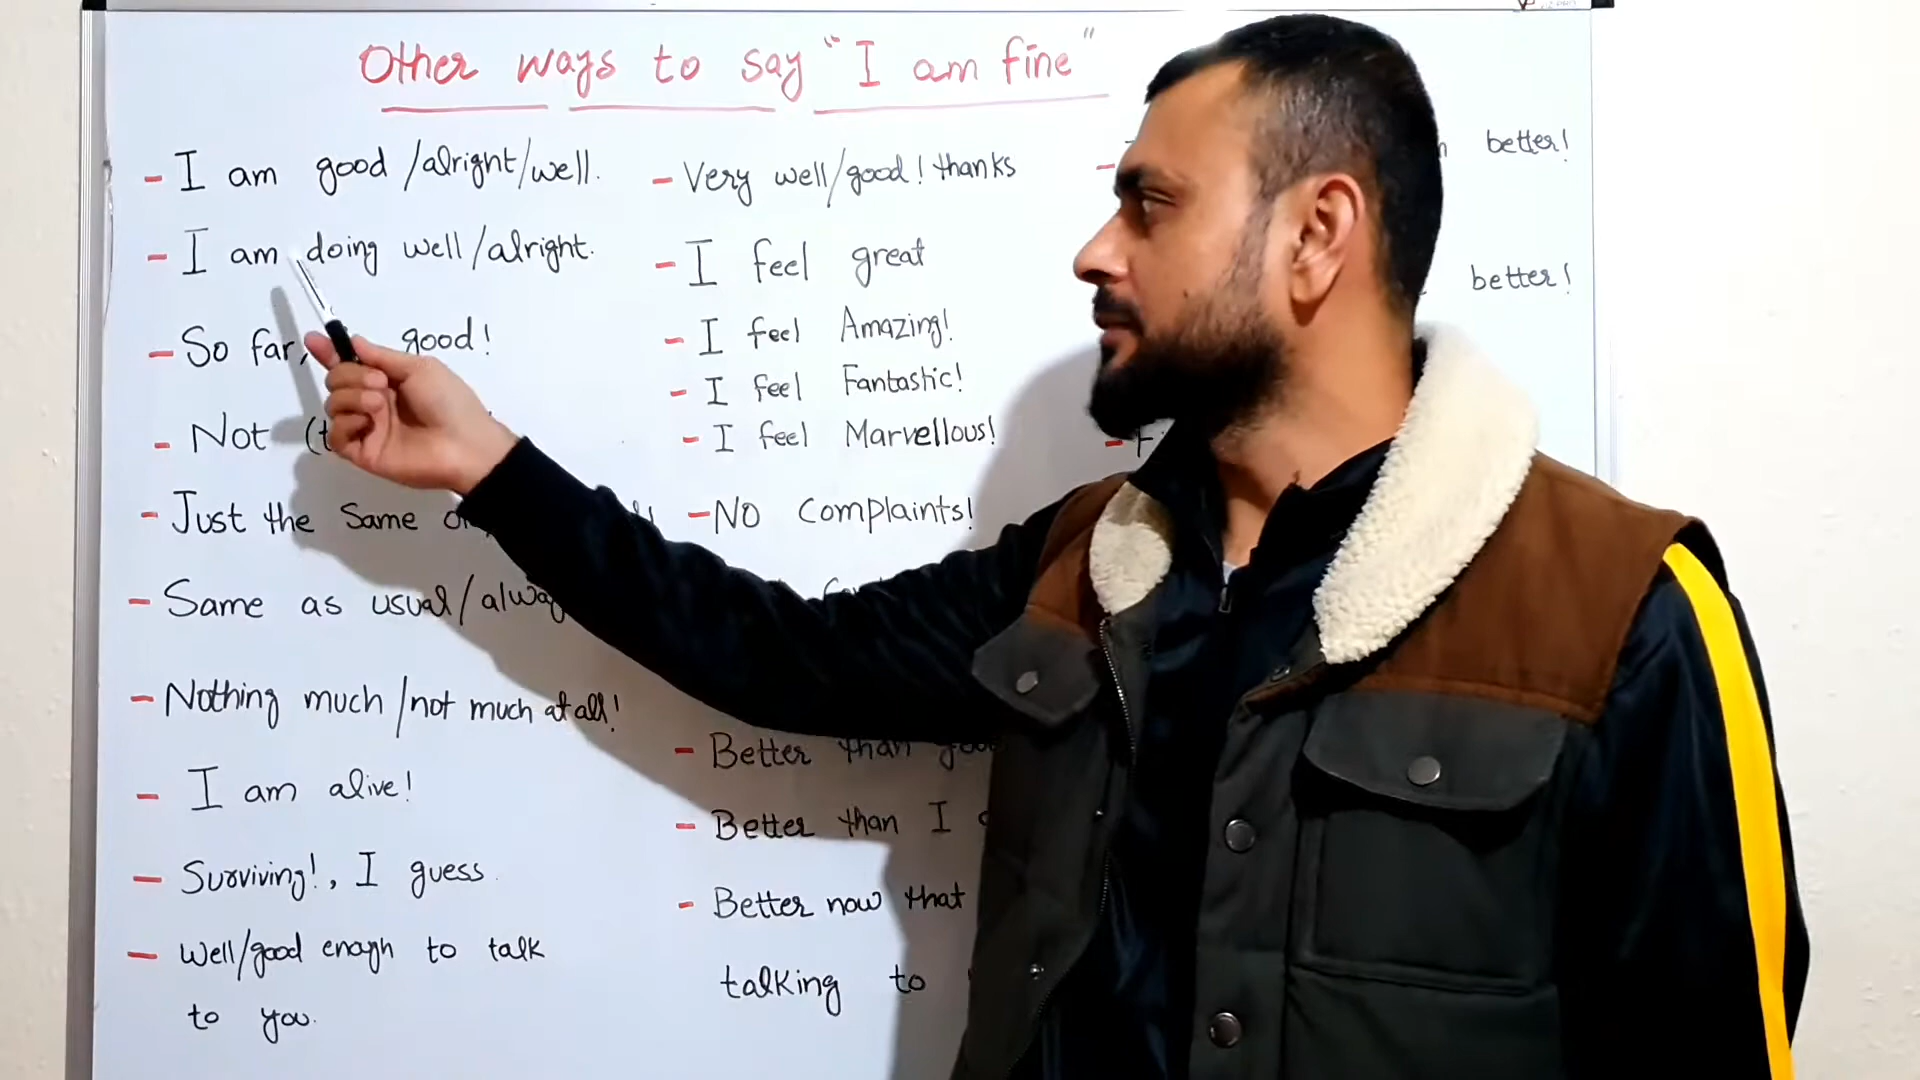 Other ways to say "I am fine"
- I am good/alright/well.
- I am doing well/alright.
- So far, good!
- Not
- Just the Same
- Same as usual/
- Nothing much/not much at all!
- I am alive!
- Surviving!, I guess.
- Well/good enough to talk
to you.
- Very well/good! thanks
- I feel great
- I feel Amazing!
- I feel Fantastic!
- I feel Marvellous!
- NO Complaints!
- Better than
- Better than I
- Better now that
talking to
better!
better!